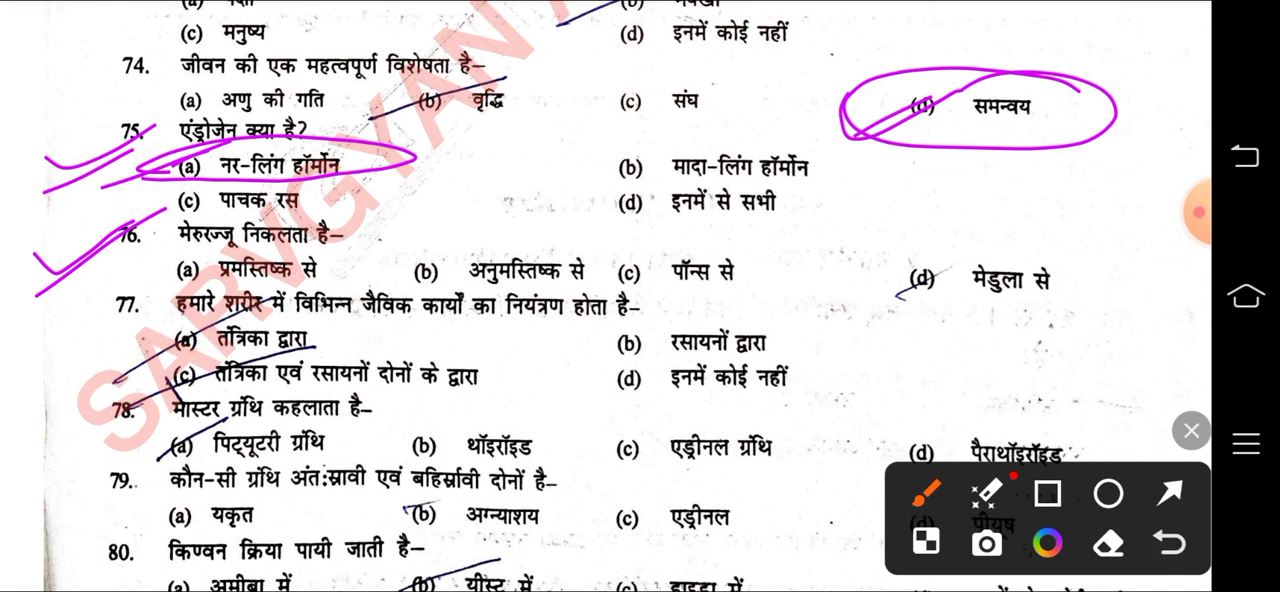 (c) मनुष्य (d) इनमें कोई नहीं
74. जीवन की एक महत्वपूर्ण विशेषता है–
(a) अणु की गति (b) वृद्धि (c) संघ (d) समन्वय
75. एंड्रोजेन क्या है?
(a) नर-लिंग हॉर्मोन (b) मादा-लिंग हॉर्मोन
(c) पाचक रस (d) इनमें से सभी
76. मेरुरज्जू निकलता है–
(a) प्रमस्तिष्क से (b) अनुमस्तिष्क से (c) पॉन्स से (d) मेडुला से
77. हमारे शरीर में विभिन्न जैविक कार्यों का नियंत्रण होता है–
(a) तंत्रिका द्वारा (b) रसायनों द्वारा
(c) तंत्रिका एवं रसायनों दोनों के द्वारा (d) इनमें कोई नहीं
78. मास्टर ग्रंथि कहलाता है–
(a) पिट्यूटरी ग्रंथि (b) थॉइरॉइड (c) एड्रीनल ग्रंथि (d) पैराथॉइरॉइड
79. कौन-सी ग्रंथि अंतःस्रावी एवं बहिर्स्रावी दोनों है–
(a) यकृत (b) अग्न्याशय (c) एड्रीनल (d) पीयूष
80. किण्वन क्रिया पायी जाती है–
(a) अमीबा में (b) यीस्ट में (c) हाइड्रा में
SARVGYAN